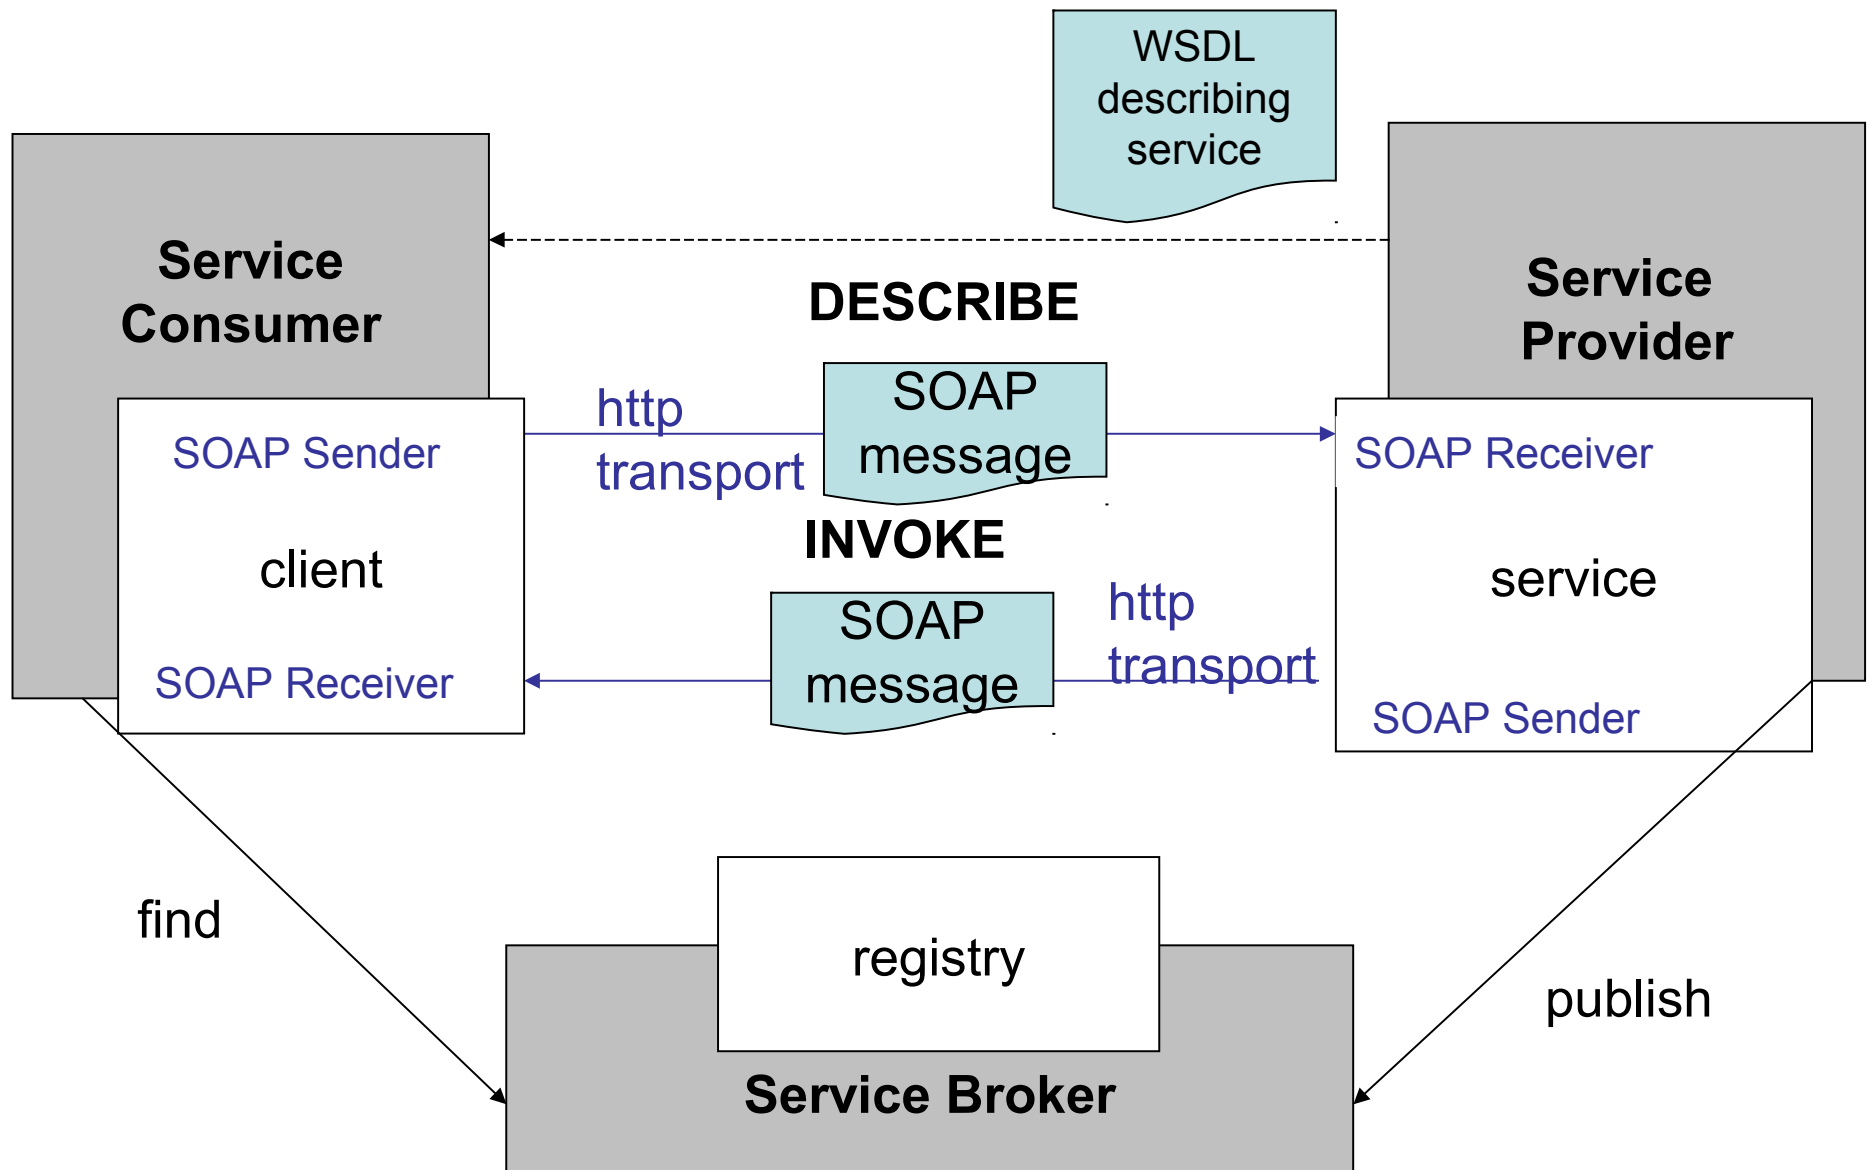 WSDL
describing
service
Service
Consumer
Service
Provider
DESCRIBE
http
transport
SOAP
message
SOAP Sender
SOAP Receiver
INVOKE
client
service
SOAP
message
http
transport
SOAP Receiver
SOAP Sender
find
registry
publish
Service Broker